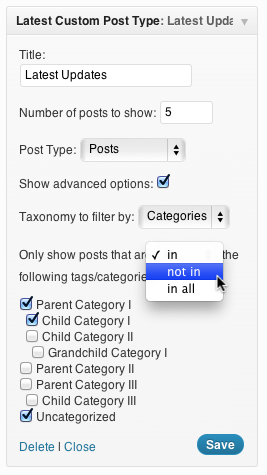 Latest Custom Post Type: Latest Upda
Title:
Latest Updates
Number of posts to show: 5
Post Type: Posts
Show advanced options:
Taxonomy to filter by: Categories
Only show posts that are the
in
not in
in all
following tags/categorie
Parent Category I
Child Category I
Grandchild Category I
Child Category II
Parent Category II
Parent Category III
Child Category III
Uncategorized
Delete | Close
Save